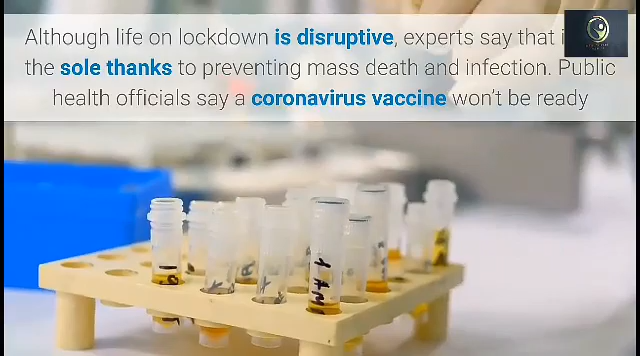 Although life on lockdown is disruptive, experts say that
the sole thanks to preventing mass death and infection. Public
health officials say a coronavirus vaccine won't be ready